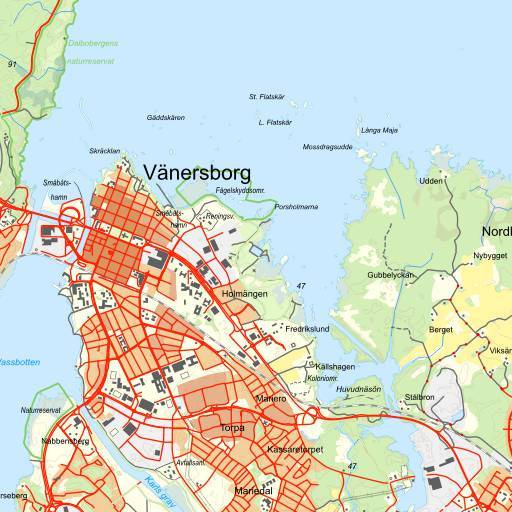 Dalbobergens
naturreservat
91
St. Flatskär
Gäddskären
L. Flatskär
Långa Maja
Mossdragsudde
Skräcklan
Vänersborg
Småbåts-
hamn
Fågelskyddsomr.
Udden
Porsholmarna
Småbåts-
hamn
Reningsv.
Nordk
Nybygget
Gubbelyckan
47
Holmängen
Fredrikslund
Berget
Viksär
Vassbotten
Källshagen
Koloniomr.
Huvudnäsön
Stålbron
Mariero
Naturreservat
Torpa
Nabbensberg
Kassaretorpet
Avfallsanl.
47
Karls grav
Mariedal
rseberg